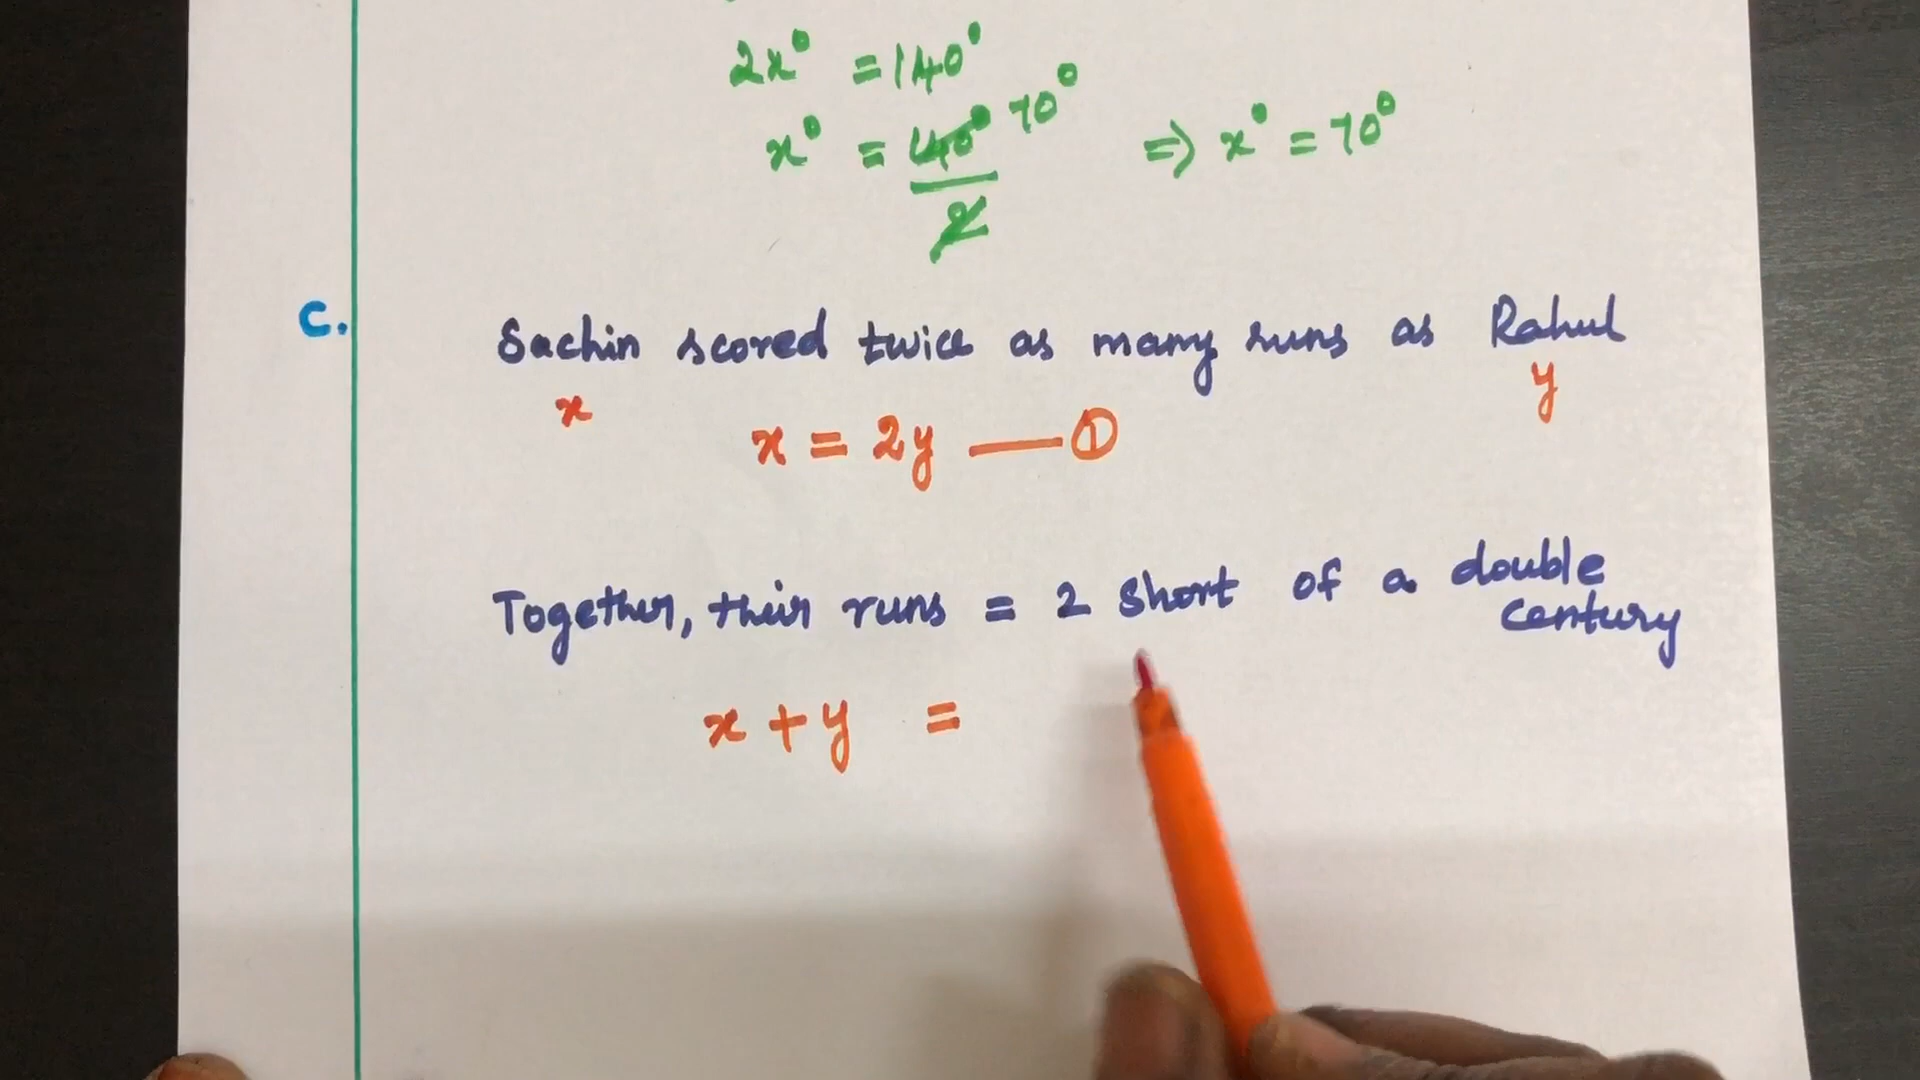 2x° = 140°
x° = 140° 70° ⇒ x° = 70°
2
C. Sachin scored twice as many runs as Rahul
x y
x = 2y — ①
Together, their runs = 2 short of a double
century
x + y =